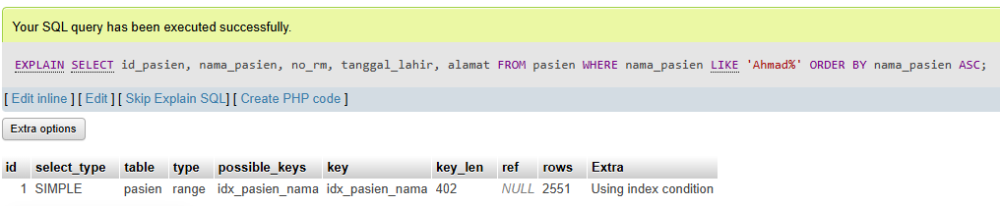 Your SQL query has been executed successfully.
EXPLAIN SELECT id_pasien, nama_pasien, no_rm, tanggal_lahir, alamat FROM pasien WHERE nama_pasien LIKE 'Ahmad%' ORDER BY nama_pasien ASC;
[ Edit inline ] [ Edit ] [ Skip Explain SQL] [ Create PHP code ]
Extra options
id select_type table type possible_keys key key_len ref rows Extra
1 SIMPLE pasien range idx_pasien_nama idx_pasien_nama 402 NULL 2551 Using index condition